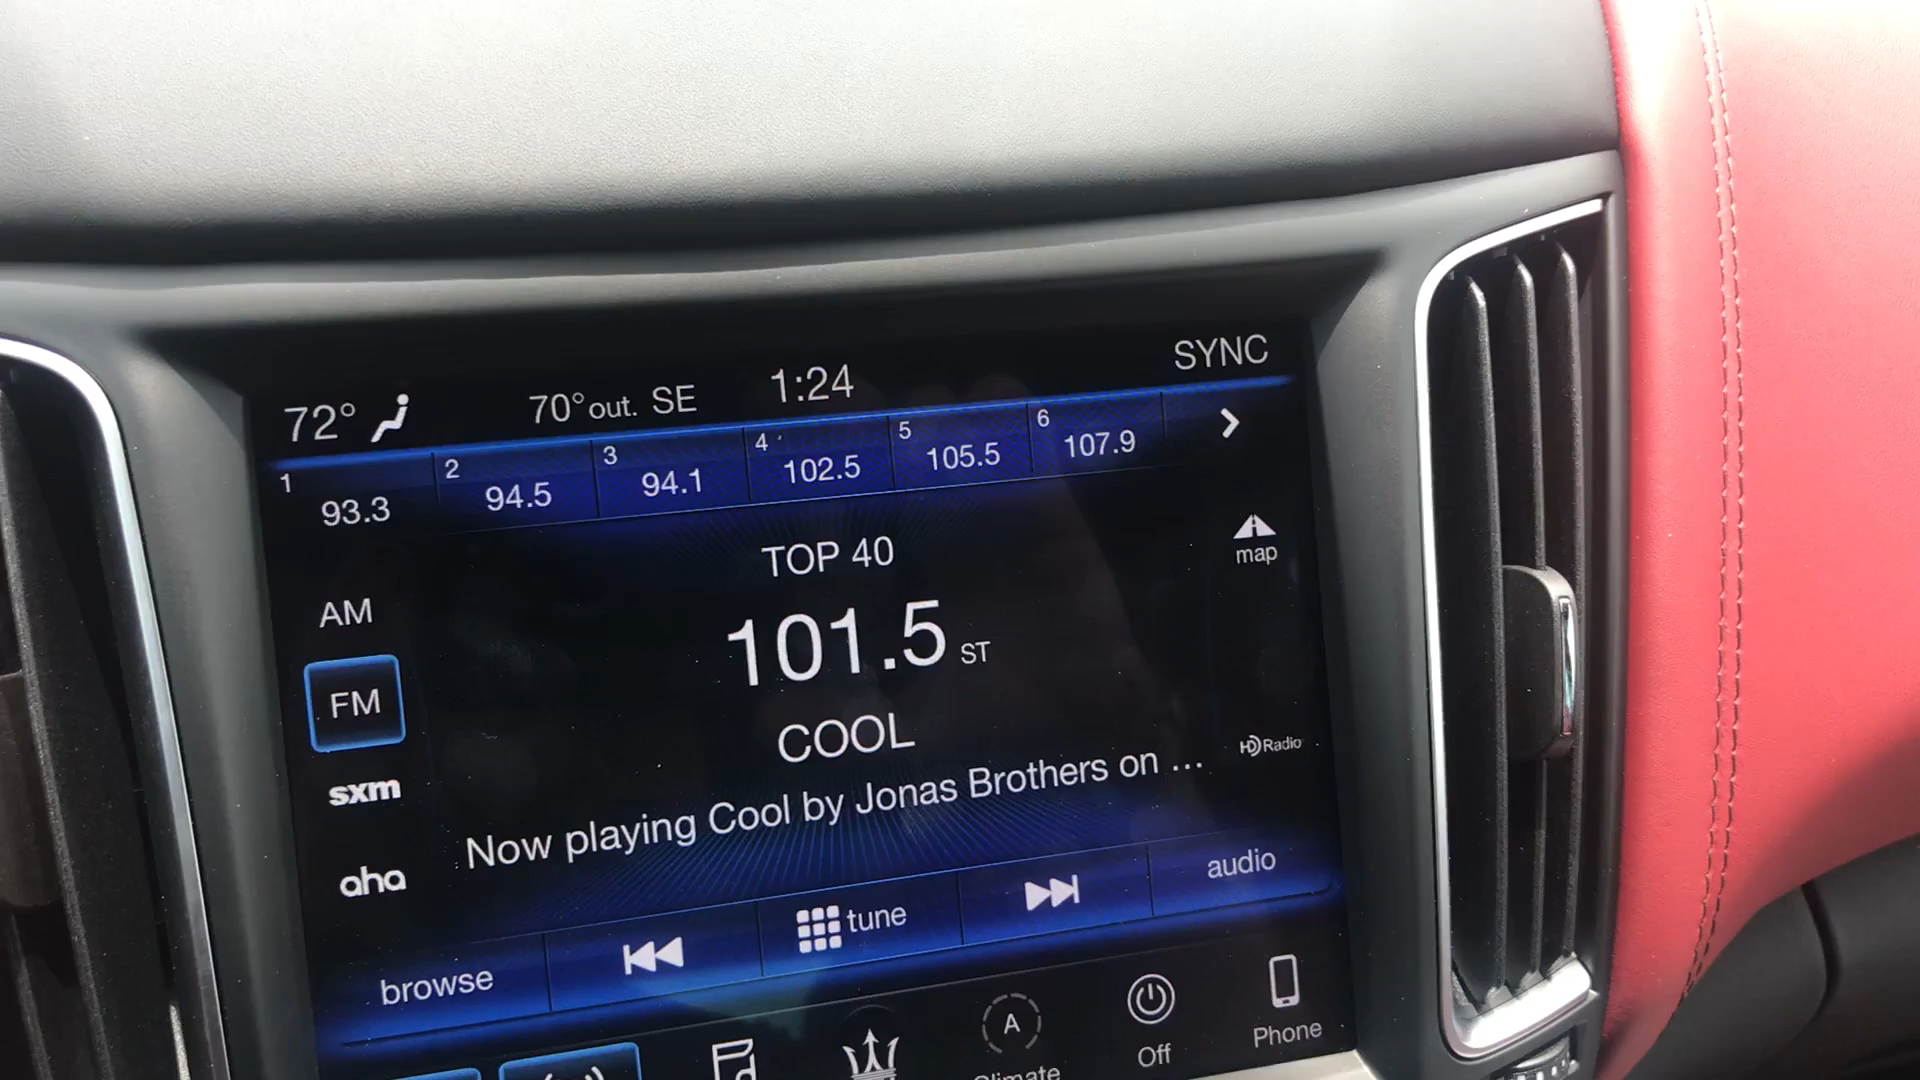 72° 70° out. SE 1:24 SYNC
1 93.3 2 94.5 3 94.1 4 102.5 5 105.5 6 107.9
TOP 40
map
AM
101.5 ST
FM
COOL
HD Radio
sxm
Now playing Cool by Jonas Brothers on ...
aha
browse tune audio
A
Climate Off Phone